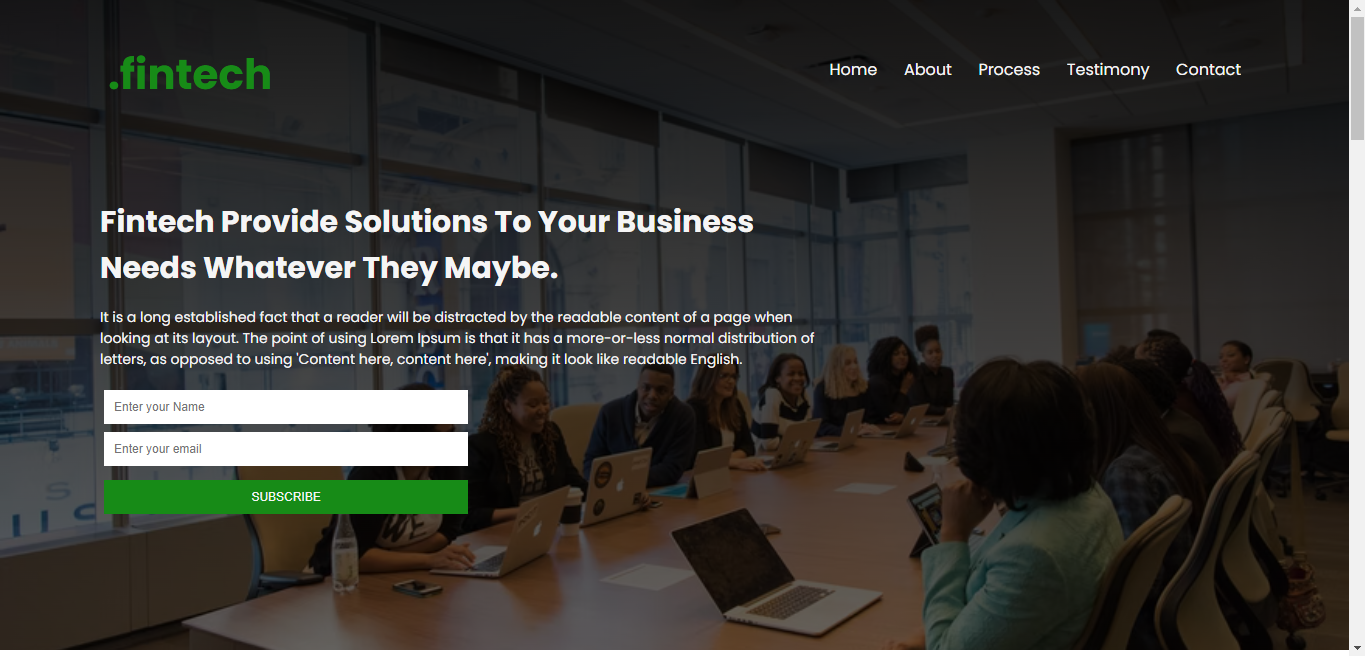 .fintech
Home About Process Testimony Contact
Fintech Provide Solutions To Your Business
Needs Whatever They Maybe.
It is a long established fact that a reader will be distracted by the readable content of a page when
looking at its layout. The point of using Lorem Ipsum is that it has a more-or-less normal distribution of
letters, as opposed to using 'Content here, content here', making it look like readable English.
Enter your Name
Enter your email
SUBSCRIBE
WE